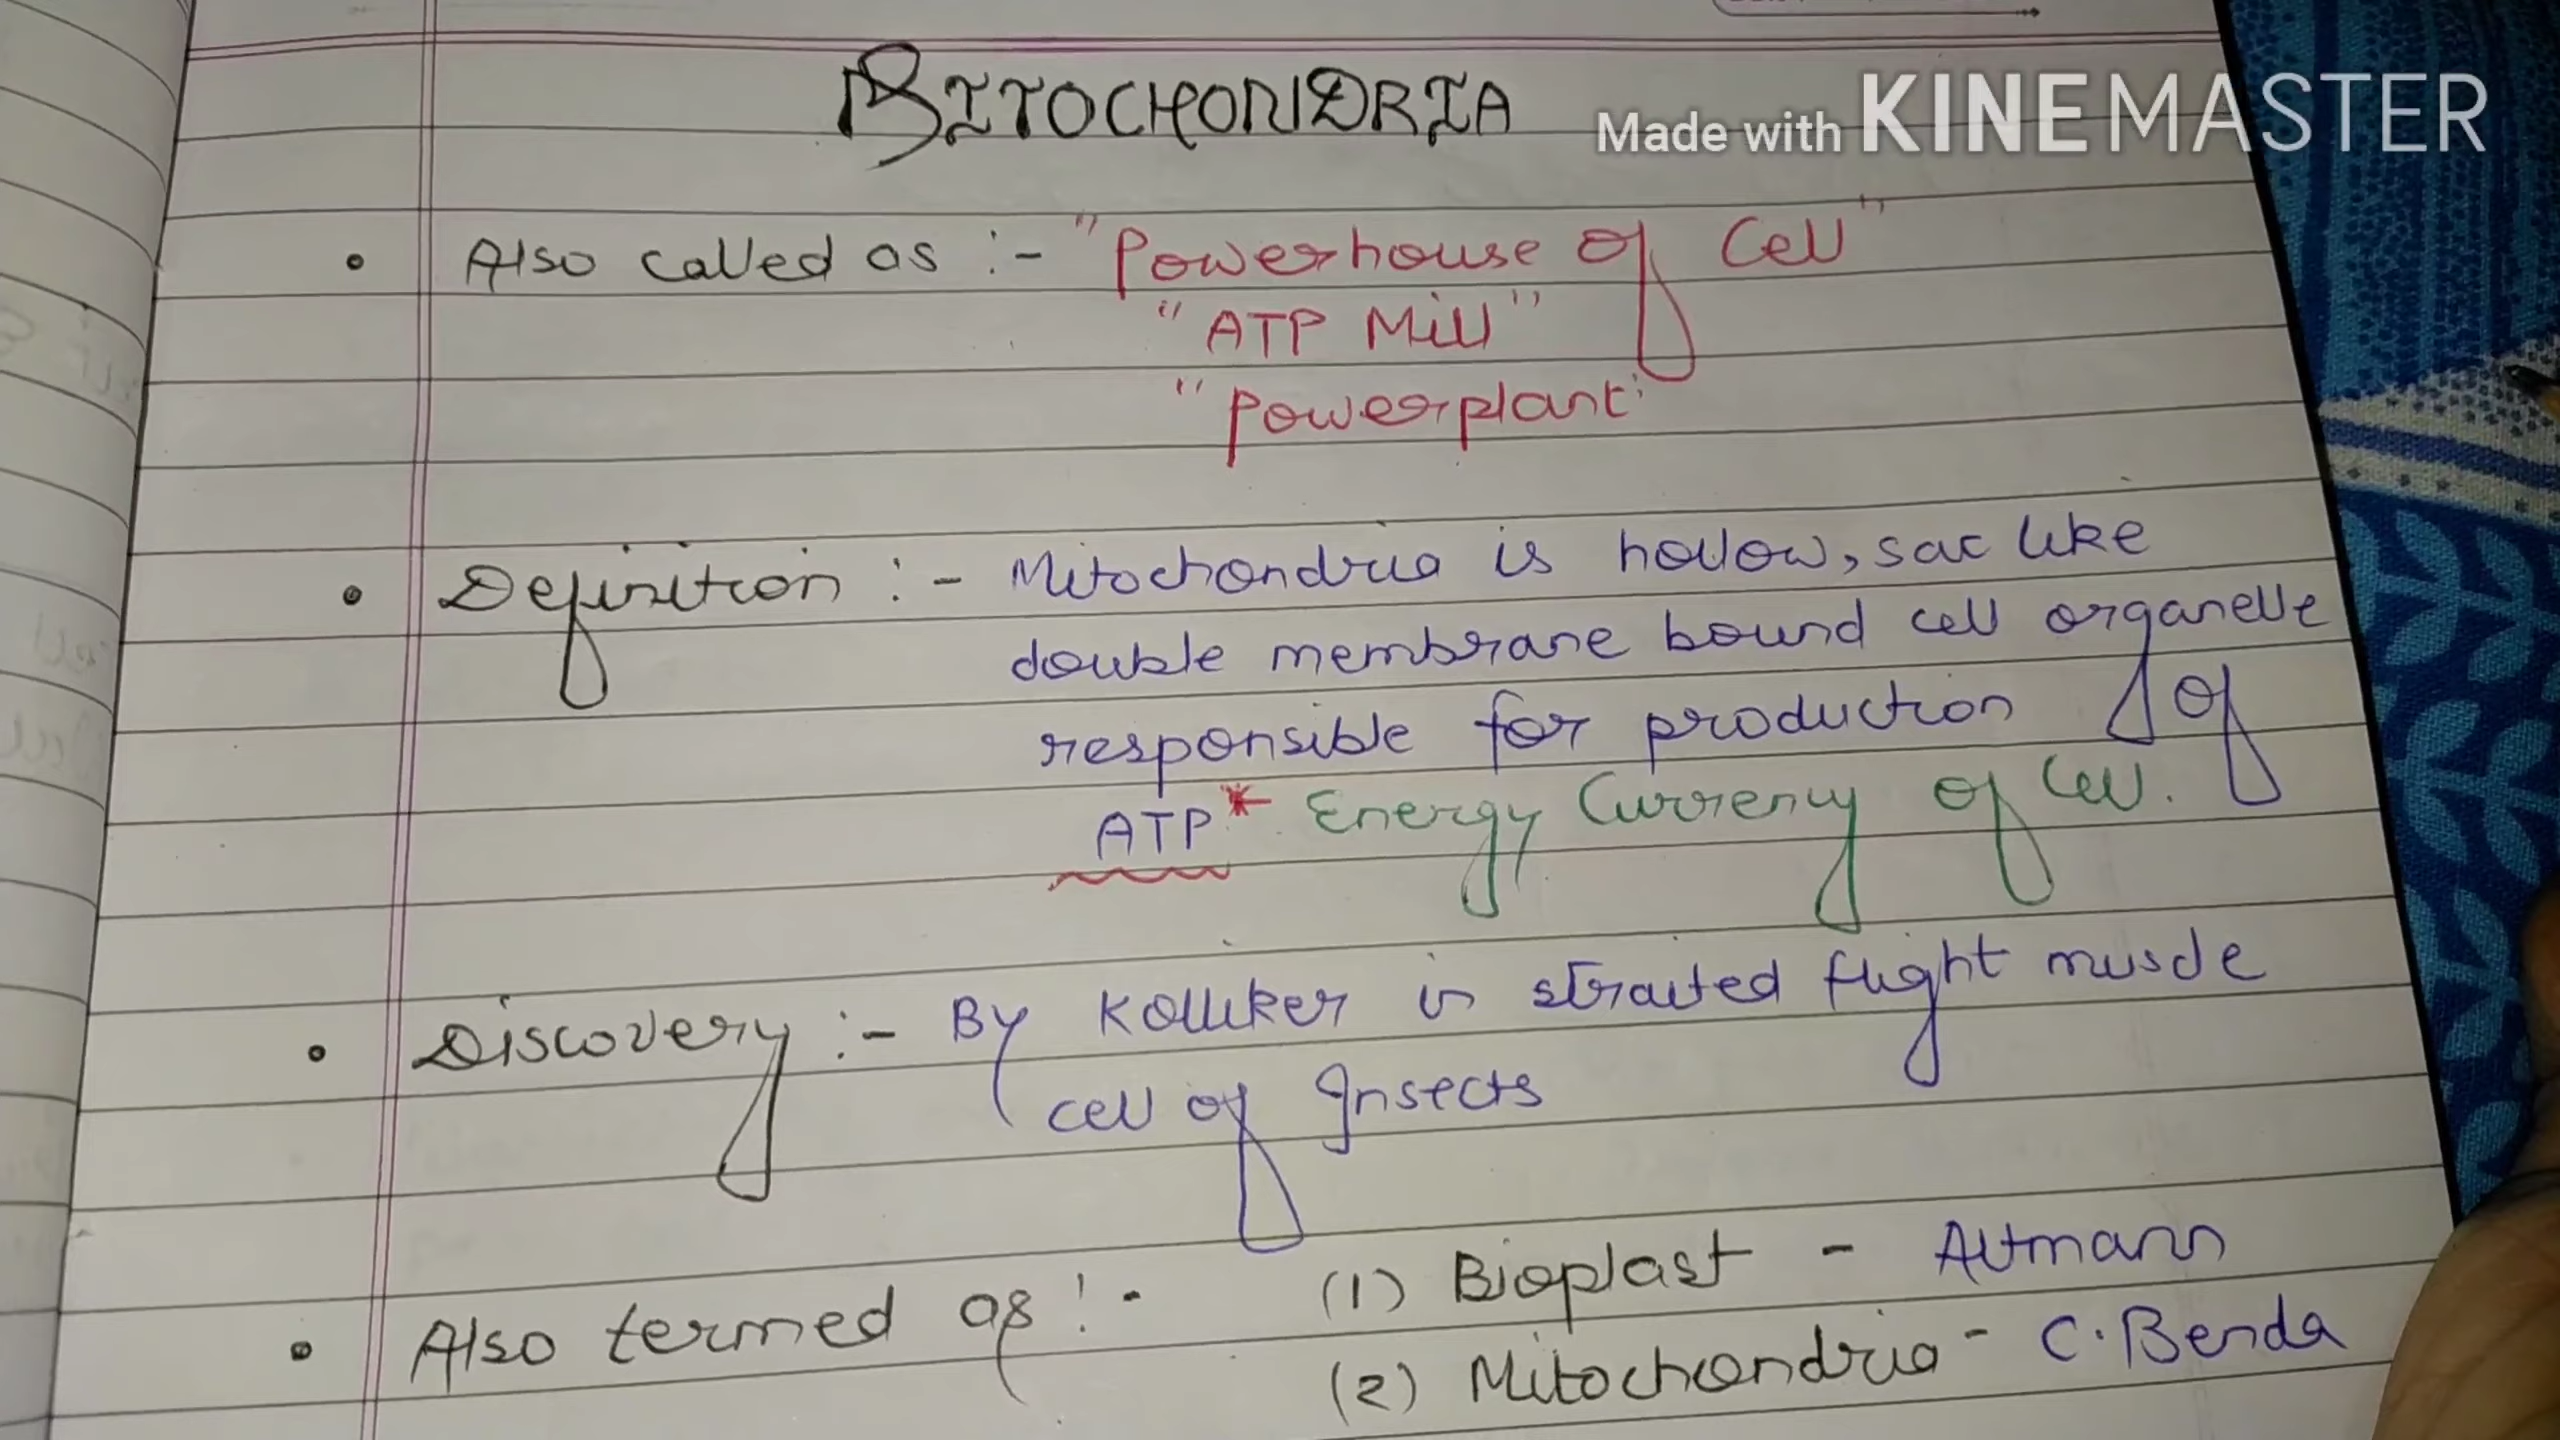 MITOCHONDRIA
Made with KINEMASTER
• Also called as :- "Powerhouse of Cell"
"ATP Mill"
"Powerplant"
• Definition :- Mitochondria is hollow, sac like
double membrane bound cell organelle
responsible for production of
ATP* Energy Currency of Cell.
• Discovery :- By Kolliker in straited flight muscle
cell of Insects
• Also termed as :- (1) Bioplast - Altmann
(2) Mitochondria - C. Benda